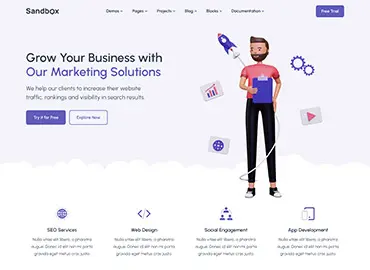 Sandbox
Demos Pages Projects Blog Blocks Documentation
Free Trial
Grow Your Business with
Our Marketing Solutions
We help our clients to increase their website
traffic, rankings and visibility in search results.
Try It for Free
Explore Now
SEO Services
Web Design
Social Engagement
App Development
Nulla vitae elit libero, a pharetra
augue. Donec id elit non mi porta
gravida eget metus cras justo.
Nulla vitae elit libero, a pharetra
augue. Donec id elit non mi porta
gravida eget metus cras justo.
Nulla vitae elit libero, a pharetra
augue. Donec id elit non mi porta
gravida eget metus cras justo.
Nulla vitae elit libero, a pharetra
augue. Donec id elit non mi porta
gravida eget metus cras justo.